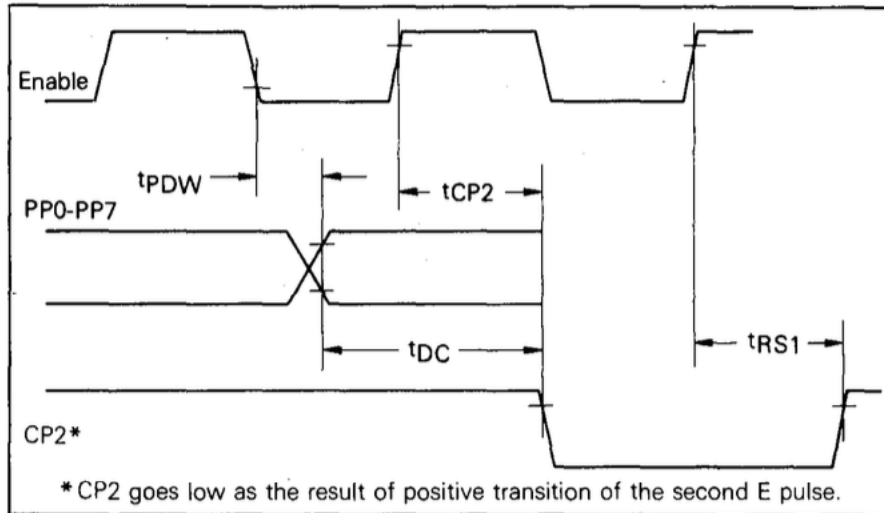 Enable
tPDW
tCP2
PP0-PP7
tDC
tRS1
CP2*
*CP2 goes low as the result of positive transition of the second E pulse.